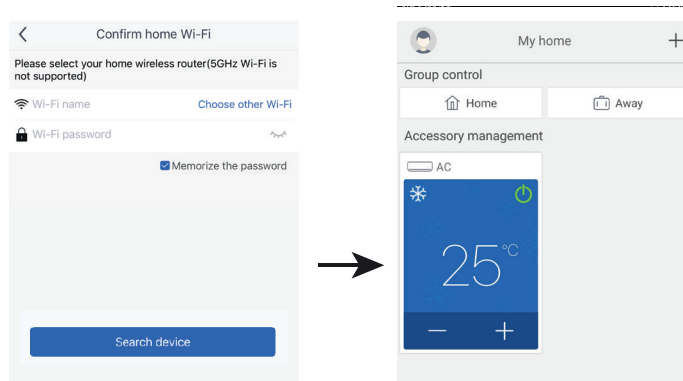 Confirm home Wi-Fi
Please select your home wireless router(5GHz Wi-Fi is
not supported)
Wi-Fi name
Choose other Wi-Fi
Wi-Fi password
Memorize the password
Search device
My home
Group control
Home
Away
Accessory management
AC
25°C